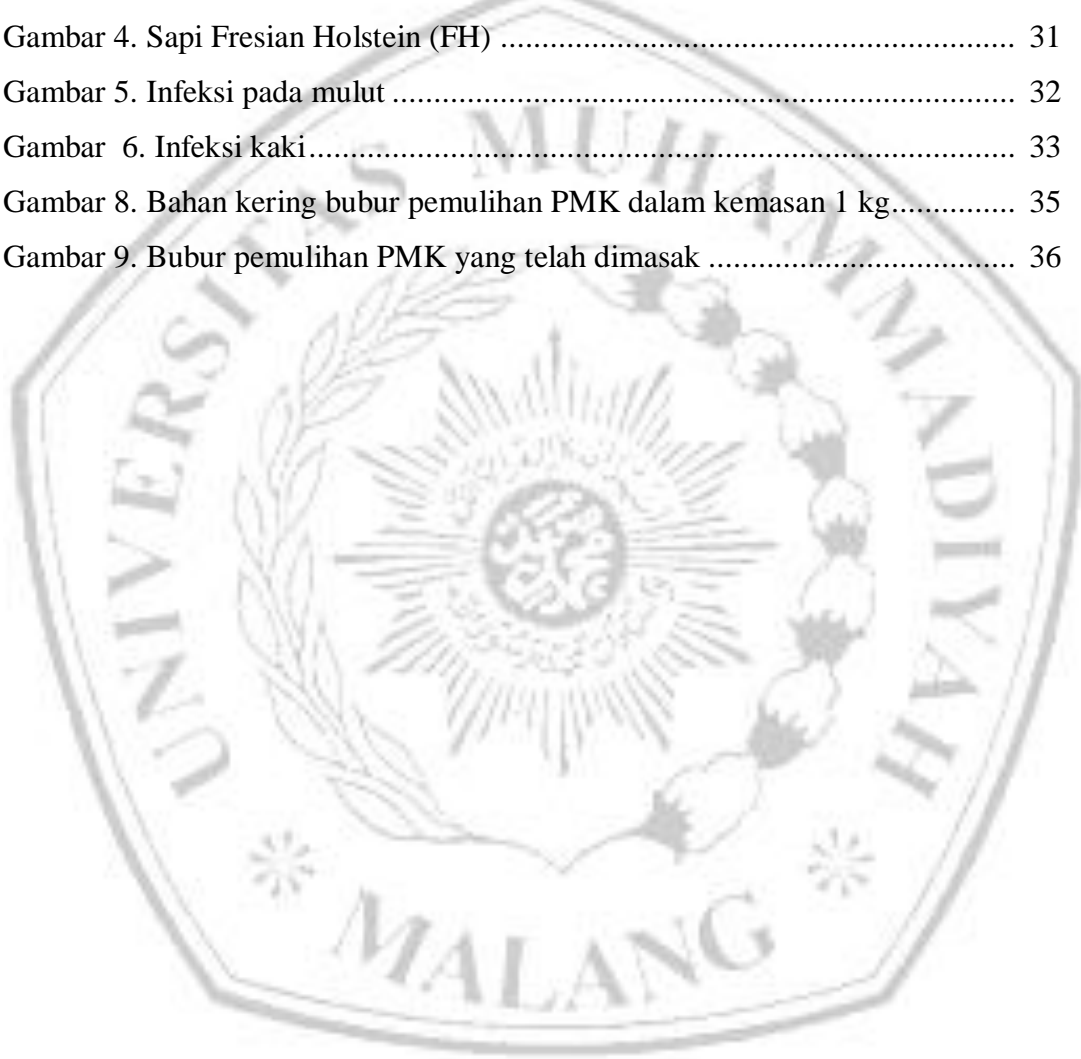 Gambar 4. Sapi Fresian Holstein (FH) .................................................................... 31
Gambar 5. Infeksi pada mulut .................................................................................. 32
Gambar  6. Infeksi kaki............................................................................................. 33
Gambar 8. Bahan kering bubur pemulihan PMK dalam kemasan 1 kg................ 35
Gambar 9. Bubur pemulihan PMK yang telah dimasak ........................................ 36
UNIVERSITAS MUHAMMADIYAH
MALANG